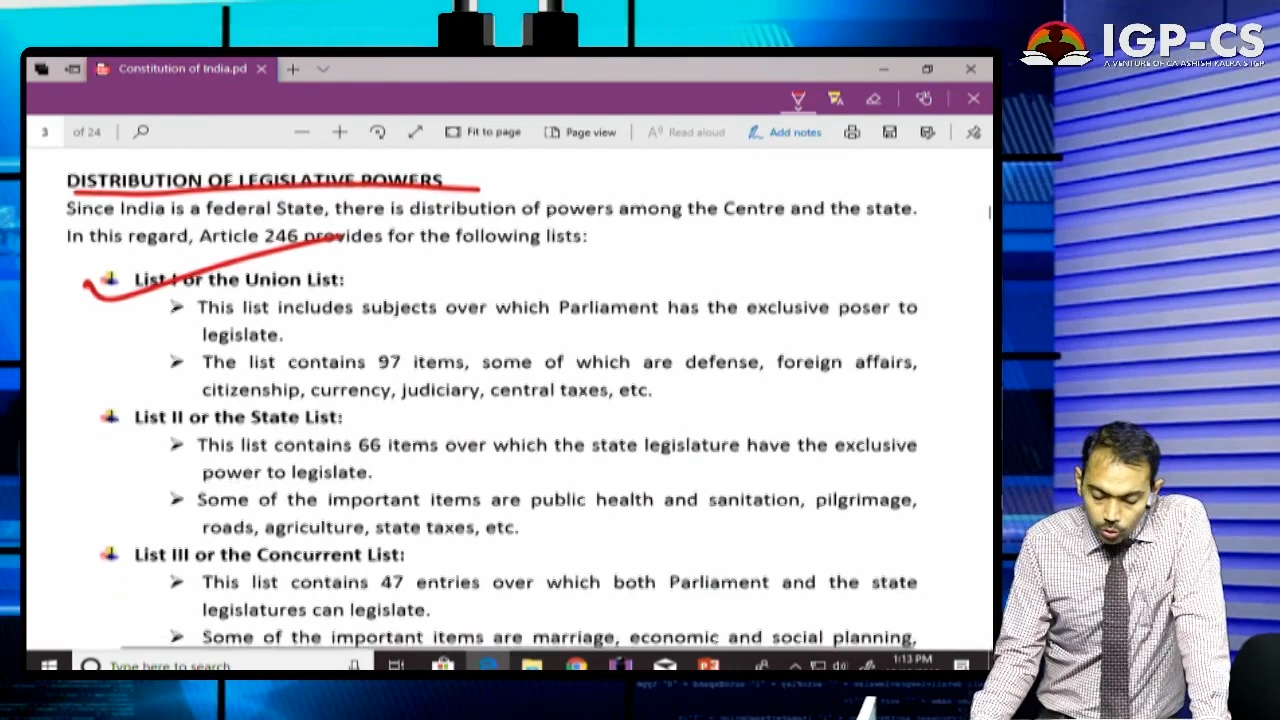 IGP-CS
A VENTURE OF CA ASHISH KALRA'S IGP
Constitution of India.pd
3 of 24
Fit to page
Page view
Read aloud
Add notes
DISTRIBUTION OF LEGISLATIVE POWERS
Since India is a federal State, there is distribution of powers among the Centre and the state.
In this regard, Article 246 provides for the following lists:
List I or the Union List:
This list includes subjects over which Parliament has the exclusive poser to
legislate.
The list contains 97 items, some of which are defense, foreign affairs,
citizenship, currency, judiciary, central taxes, etc.
List II or the State List:
This list contains 66 items over which the state legislature have the exclusive
power to legislate.
Some of the important items are public health and sanitation, pilgrimage,
roads, agriculture, state taxes, etc.
List III or the Concurrent List:
This list contains 47 entries over which both Parliament and the state
legislatures can legislate.
Some of the important items are marriage, economic and social planning,
Type here to search
1:13 PM